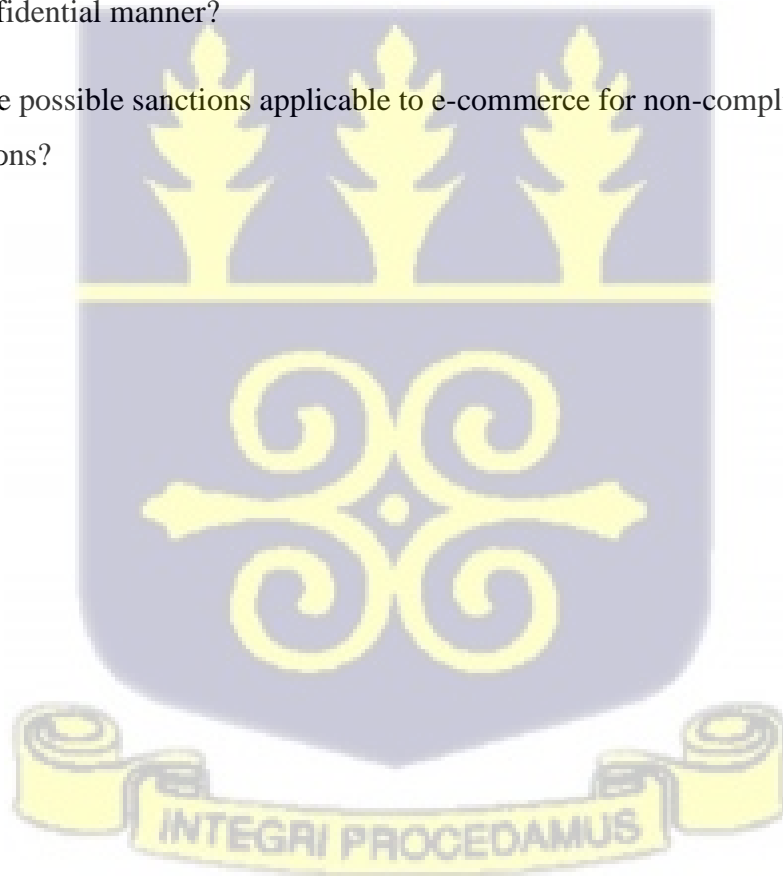 fidential manner?
e possible sanctions applicable to e-commerce for non-compl
ons?
INTEGRI PROCEDAMUS